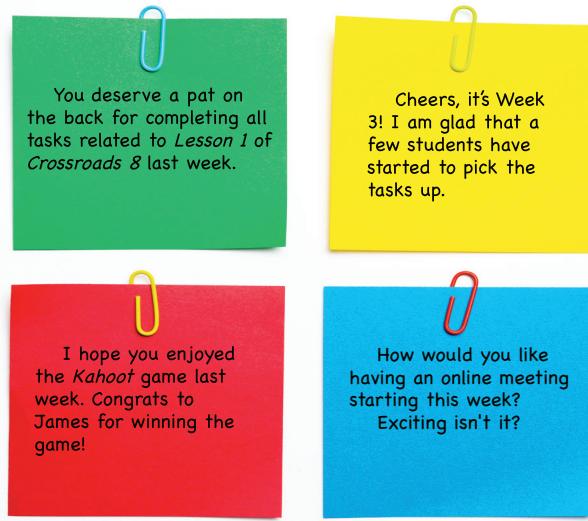 You deserve a pat on
the back for completing all
tasks related to Lesson 1 of
Crossroads 8 last week.
Cheers, it's Week
3! I am glad that a
few students have
started to pick the
tasks up.
I hope you enjoyed
the Kahoot game last
week. Congrats to
James for winning the
game!
How would you like
having an online meeting
starting this week?
Exciting isn't it?